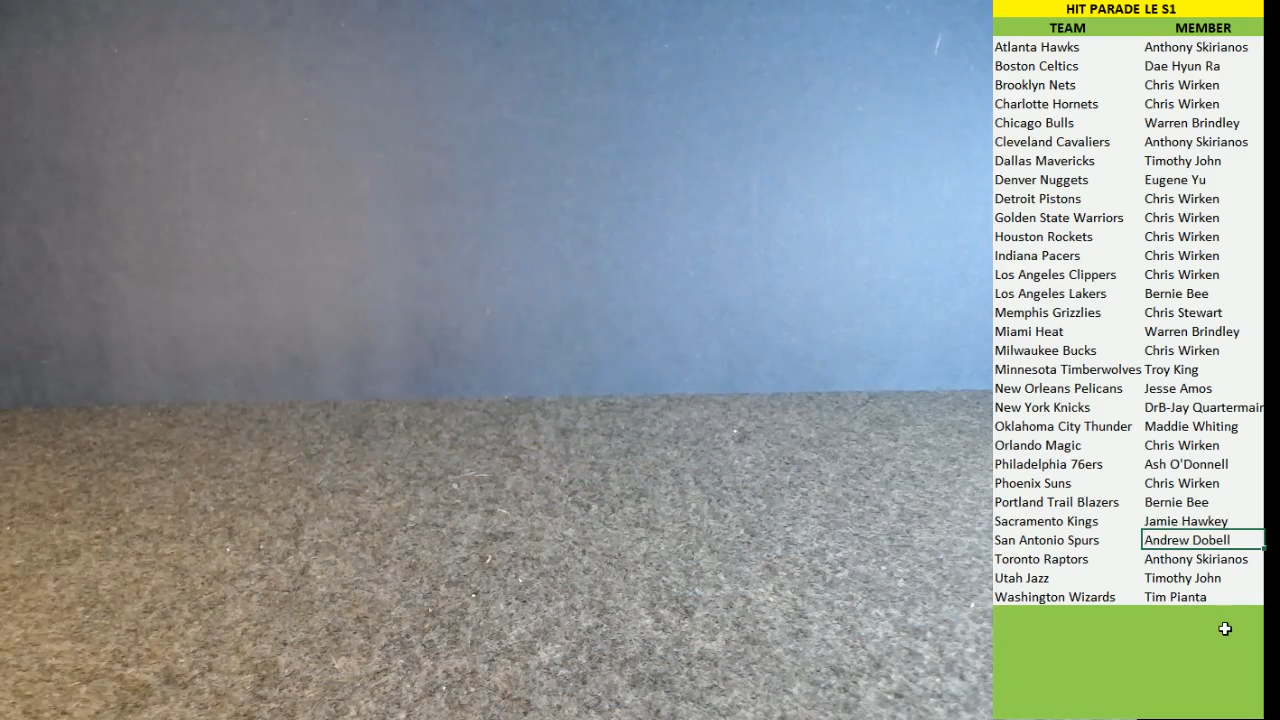 HIT PARADE LE S1
TEAM MEMBER
Atlanta Hawks Anthony Skirianos
Boston Celtics Dae Hyun Ra
Brooklyn Nets Chris Wirken
Charlotte Hornets Chris Wirken
Chicago Bulls Warren Brindley
Cleveland Cavaliers Anthony Skirianos
Dallas Mavericks Timothy John
Denver Nuggets Eugene Yu
Detroit Pistons Chris Wirken
Golden State Warriors Chris Wirken
Houston Rockets Chris Wirken
Indiana Pacers Chris Wirken
Los Angeles Clippers Chris Wirken
Los Angeles Lakers Bernie Bee
Memphis Grizzlies Chris Stewart
Miami Heat Warren Brindley
Milwaukee Bucks Chris Wirken
Minnesota Timberwolves Troy King
New Orleans Pelicans Jesse Amos
New York Knicks DrB-Jay Quartermain
Oklahoma City Thunder Maddie Whiting
Orlando Magic Chris Wirken
Philadelphia 76ers Ash O'Donnell
Phoenix Suns Chris Wirken
Portland Trail Blazers Bernie Bee
Sacramento Kings Jamie Hawkey
San Antonio Spurs Andrew Dobell
Toronto Raptors Anthony Skirianos
Utah Jazz Timothy John
Washington Wizards Tim Pianta